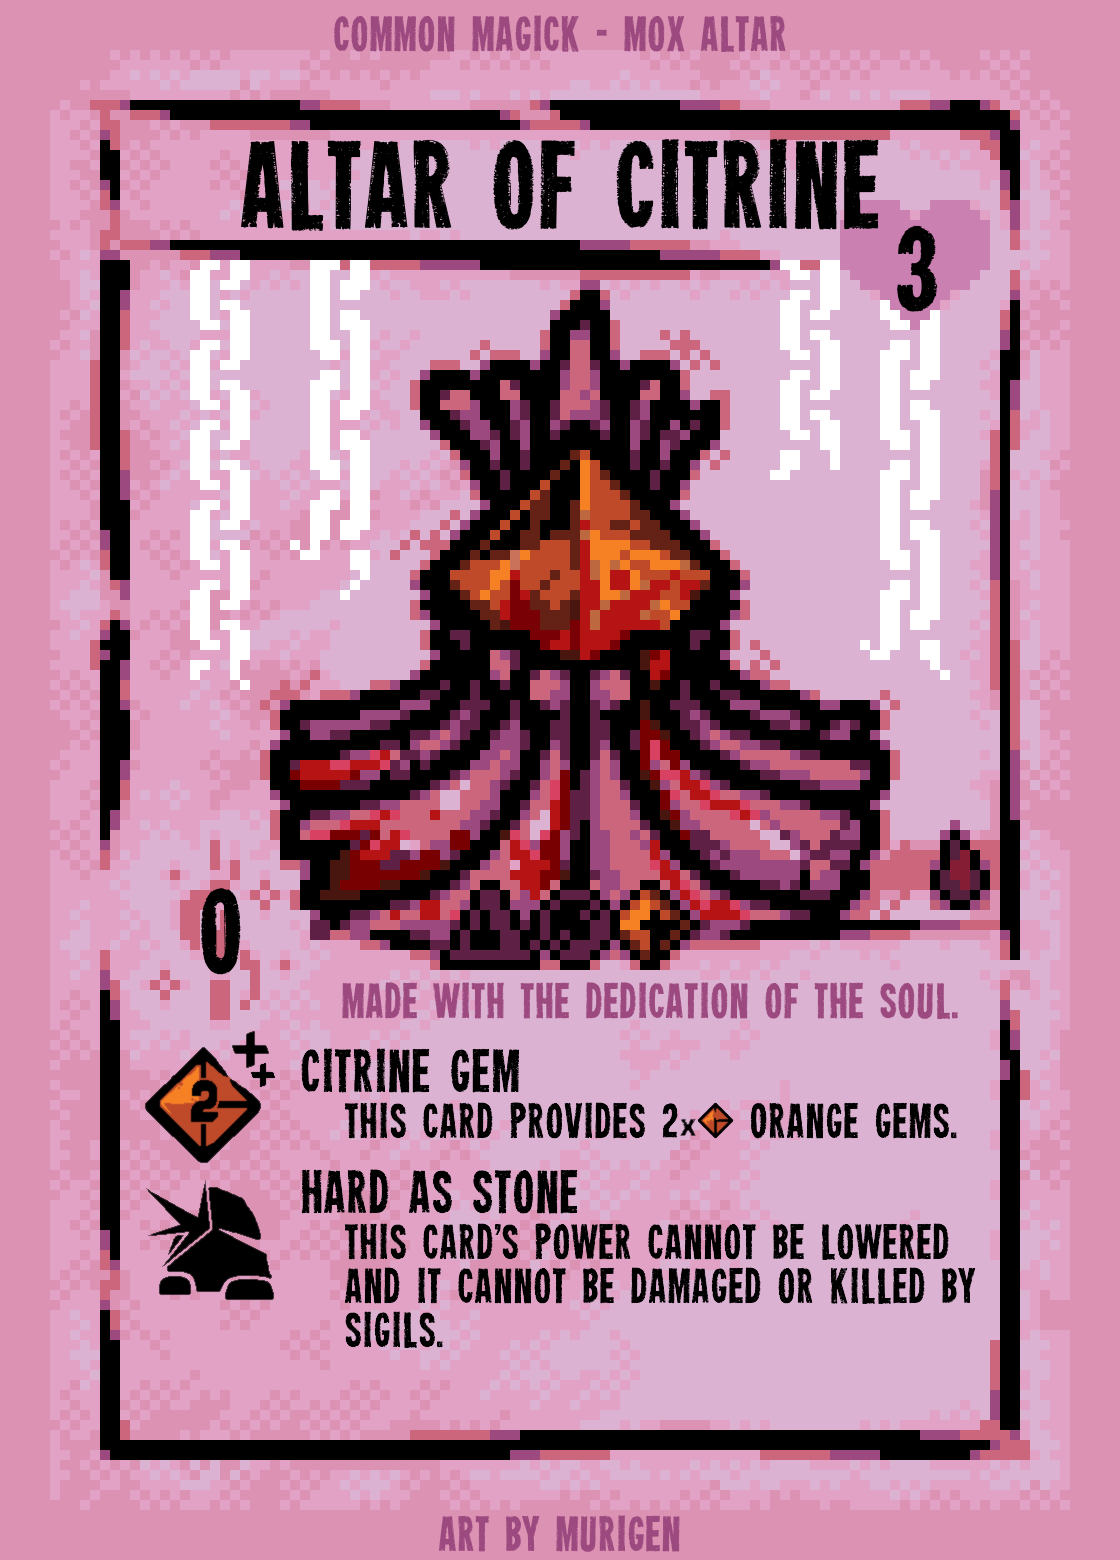 COMMON MAGICK - MOX ALTAR
ALTAR OF CITRINE
3
0
MADE WITH THE DEDICATION OF THE SOUL.
2
CITRINE GEM
THIS CARD PROVIDES 2x ORANGE GEMS.
HARD AS STONE
THIS CARD'S POWER CANNOT BE LOWERED
AND IT CANNOT BE DAMAGED OR KILLED BY
SIGILS.
ART BY MURIGEN